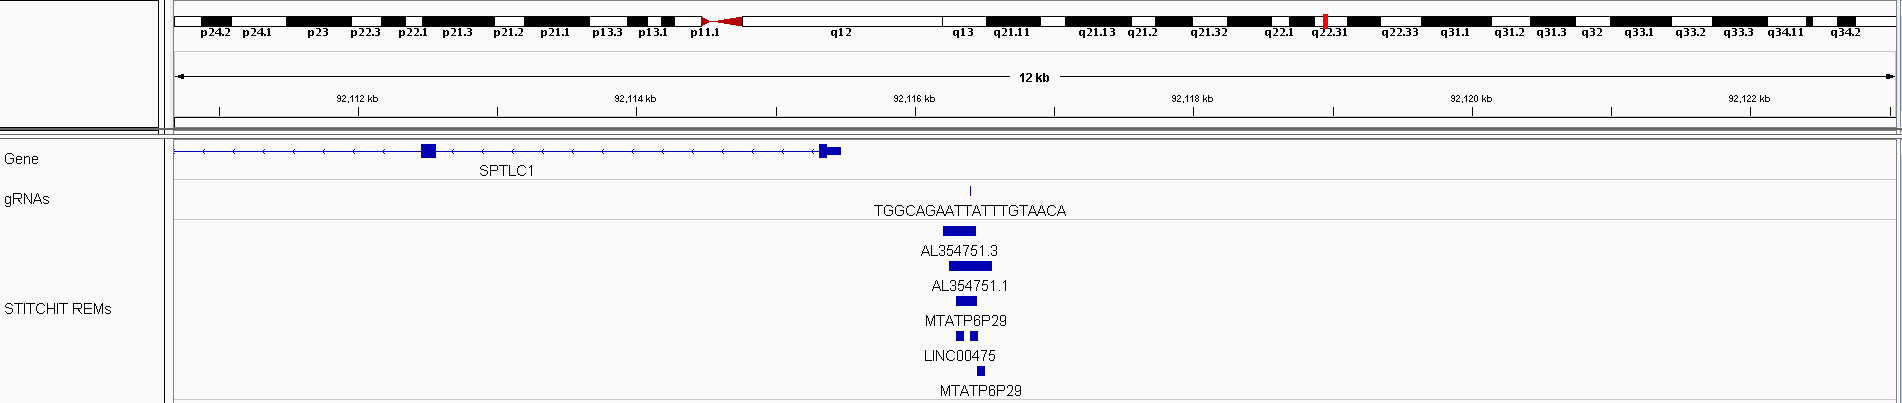 p24.2 p24.1 p23 p22.3 p22.1 p21.3 p21.2 p21.1 p13.3 p13.1 p11.1 q12 q13 q21.11 q21.13 q21.2 q21.32 q22.1 q22.31 q22.33 q31.1 q31.2 q31.3 q32 q33.1 q33.2 q33.3 q34.11 q34.2
12 kb
92,112 kb 92,114 kb 92,116 kb 92,118 kb 92,120 kb 92,122 kb
Gene
SPTLC1
gRNAs
TGGCAGAATTATTTGTAACA
AL354751.3
AL354751.1
STITCHIT REMs
MTATP6P29
LINC00475
MTATP6P29